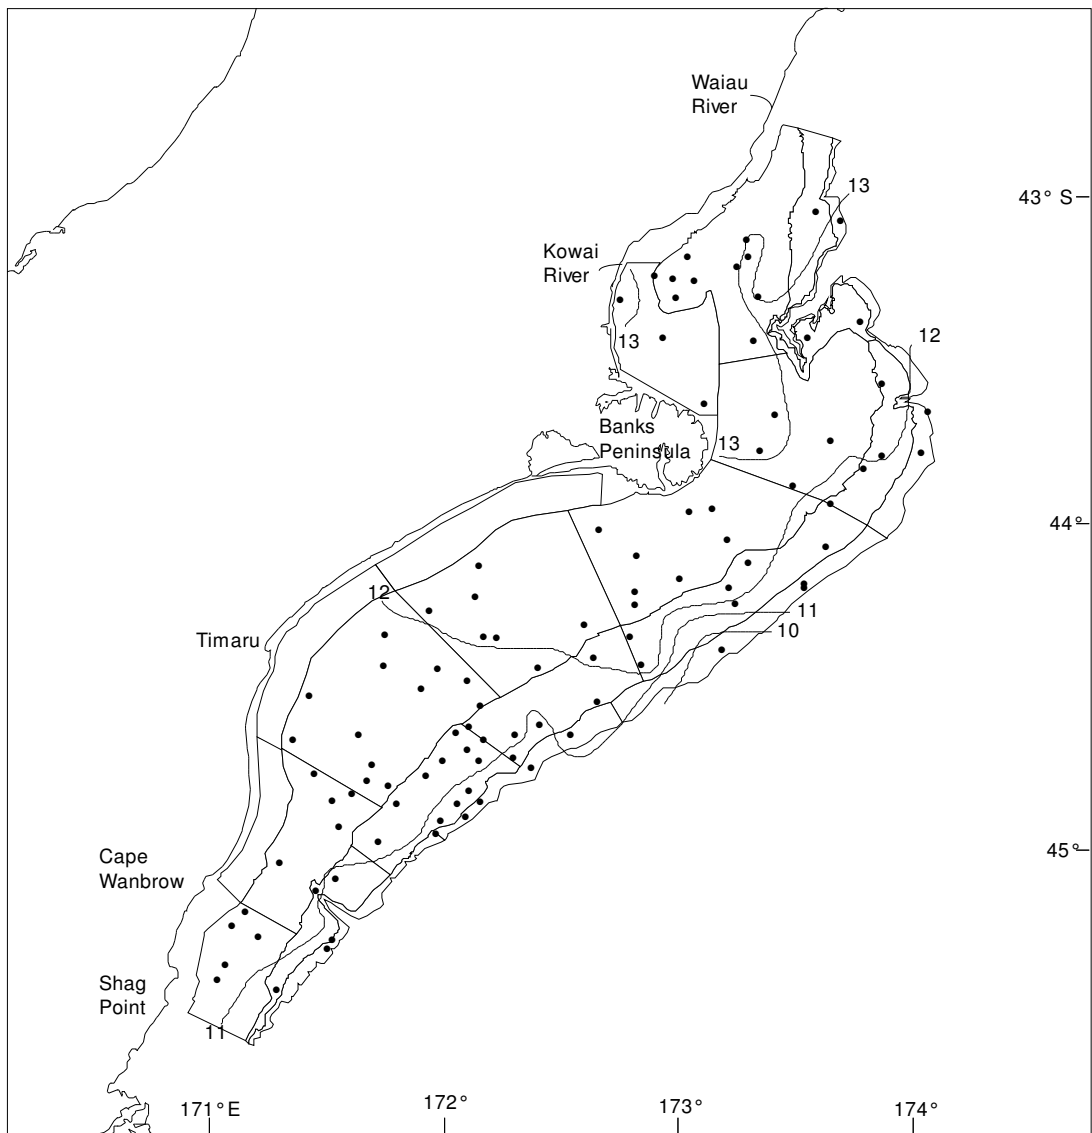 Waiau
River
13
43° S
Kowai
River
13
12
Banks
Peninsula
13
44°
12
11
10
Timaru
45°
Cape
Wanbrow
Shag
Point
11
171°E
172°
173°
174°